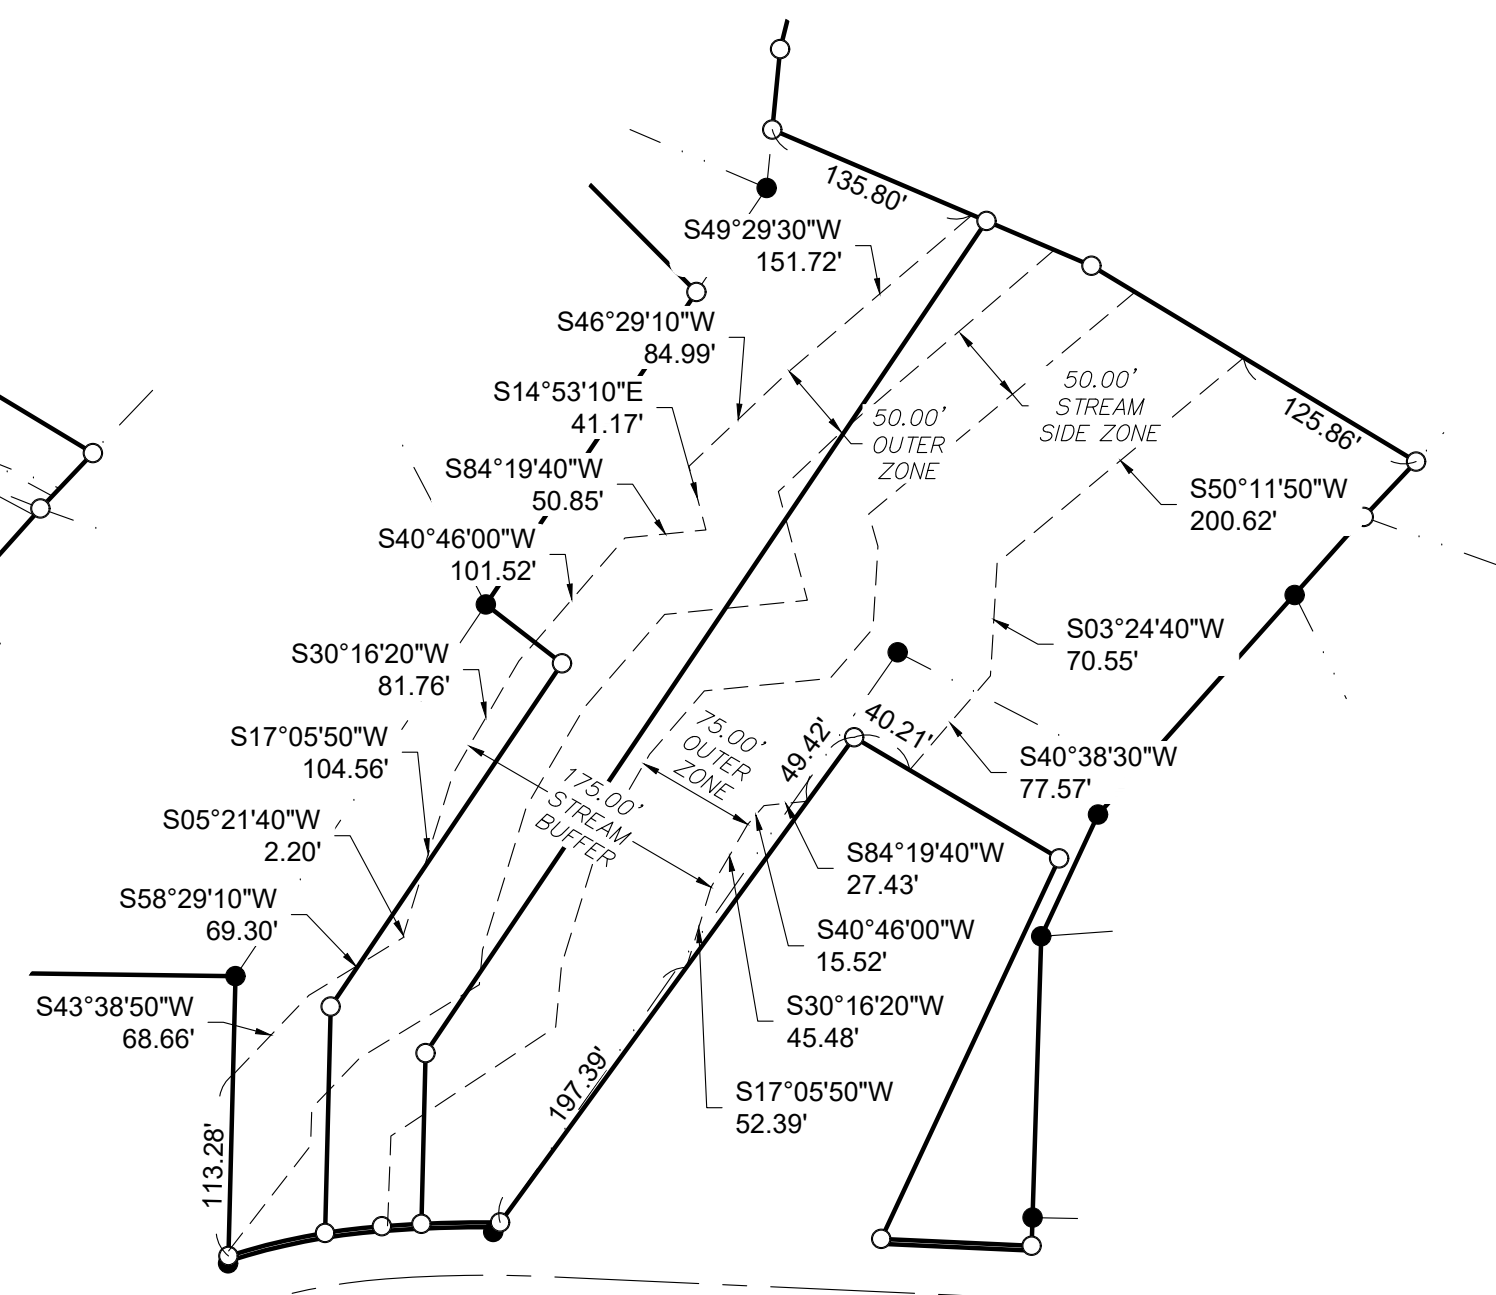 135.80'
S49°29'30"W
151.72'
S46°29'10"W
84.99'
S14°53'10"E
41.17'
50.00'
STREAM
SIDE ZONE
50.00'
OUTER
ZONE
125.86'
S84°19'40"W
50.85'
S50°11'50"W
200.62'
S40°46'00"W
101.52'
S03°24'40"W
70.55'
S30°16'20"W
81.76'
75.00'
OUTER
ZONE
49.42'
40.21'
S17°05'50"W
104.56'
S40°38'30"W
77.57'
175.00'
STREAM
BUFFER
S05°21'40"W
2.20'
S84°19'40"W
27.43'
S58°29'10"W
69.30'
S40°46'00"W
15.52'
S43°38'50"W
68.66'
S30°16'20"W
45.48'
197.39'
S17°05'50"W
52.39'
113.28'